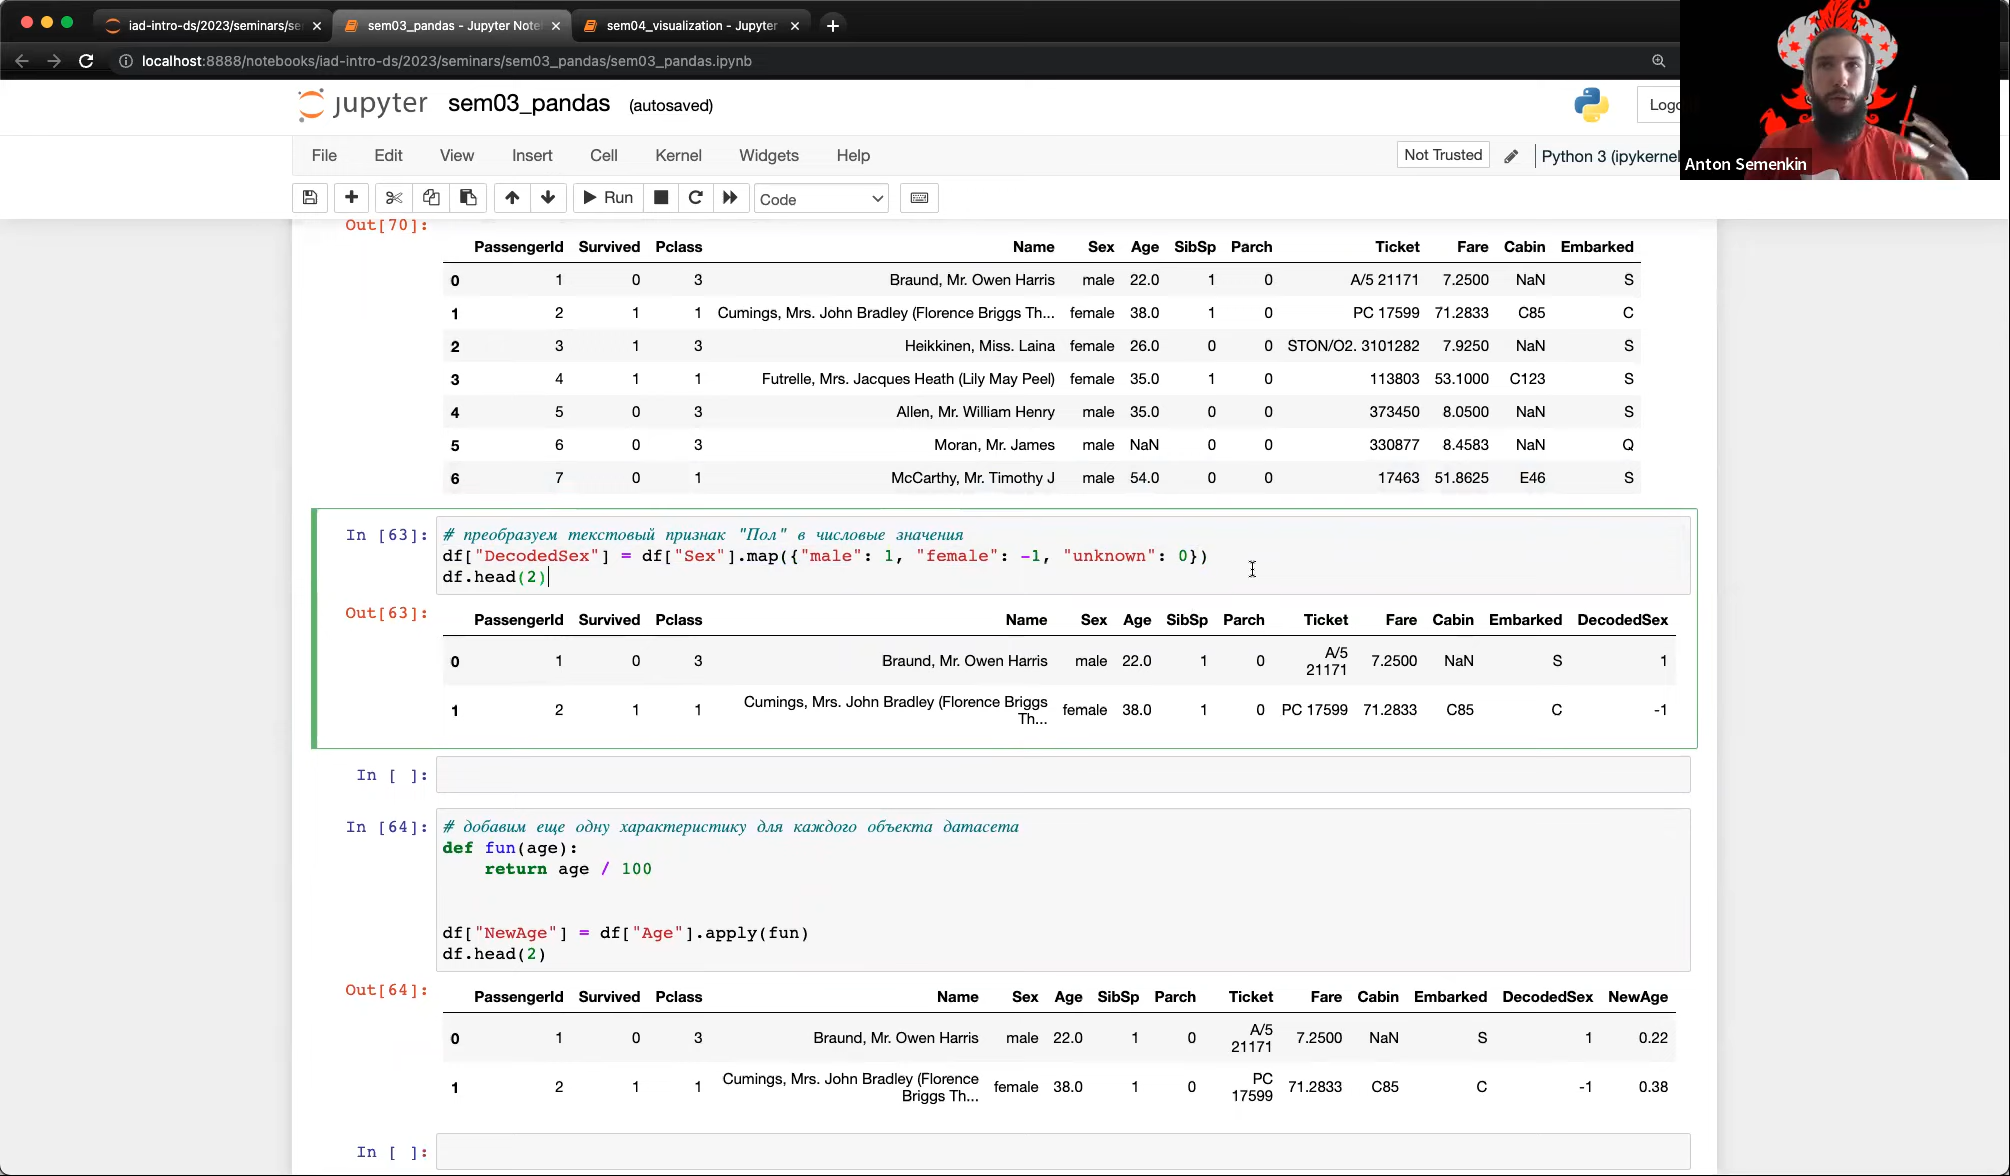 iad-intro-ds/2023/seminars/se
sem03_pandas - Jupyter Note
sem04_visualization - Jupyter
localhost:8888/notebooks/iad-intro-ds/2023/seminars/sem03_pandas/sem03_pandas.ipynb
jupyter sem03_pandas (autosaved)
Logo
File Edit View Insert Cell Kernel Widgets Help
Not Trusted
Python 3 (ipykernel
Anton Semenkin
Run
Code
Out[70]:
PassengerId Survived Pclass Name Sex Age SibSp Parch Ticket Fare Cabin Embarked
0 1 0 3 Braund, Mr. Owen Harris male 22.0 1 0 A/5 21171 7.2500 NaN S
1 2 1 1 Cumings, Mrs. John Bradley (Florence Briggs Th... female 38.0 1 0 PC 17599 71.2833 C85 C
2 3 1 3 Heikkinen, Miss. Laina female 26.0 0 0 STON/O2. 3101282 7.9250 NaN S
3 4 1 1 Futrelle, Mrs. Jacques Heath (Lily May Peel) female 35.0 1 0 113803 53.1000 C123 S
4 5 0 3 Allen, Mr. William Henry male 35.0 0 0 373450 8.0500 NaN S
5 6 0 3 Moran, Mr. James male NaN 0 0 330877 8.4583 NaN Q
6 7 0 1 McCarthy, Mr. Timothy J male 54.0 0 0 17463 51.8625 E46 S
In [63]: # преобразуем текстовый признак "Пол" в числовые значения
df["DecodedSex"] = df["Sex"].map({"male": 1, "female": -1, "unknown": 0})
df.head(2)
Out[63]:
PassengerId Survived Pclass Name Sex Age SibSp Parch Ticket Fare Cabin Embarked DecodedSex
0 1 0 3 Braund, Mr. Owen Harris male 22.0 1 0 A/5 21171 7.2500 NaN S 1
1 2 1 1 Cumings, Mrs. John Bradley (Florence Briggs Th... female 38.0 1 0 PC 17599 71.2833 C85 C -1
In [ ]:
In [64]: # добавим еще одну характеристику для каждого объекта датасета
def fun(age):
return age / 100
df["NewAge"] = df["Age"].apply(fun)
df.head(2)
Out[64]:
PassengerId Survived Pclass Name Sex Age SibSp Parch Ticket Fare Cabin Embarked DecodedSex NewAge
0 1 0 3 Braund, Mr. Owen Harris male 22.0 1 0 A/5 21171 7.2500 NaN S 1 0.22
1 2 1 1 Cumings, Mrs. John Bradley (Florence Briggs Th... female 38.0 1 0 PC 17599 71.2833 C85 C -1 0.38
In [ ]: